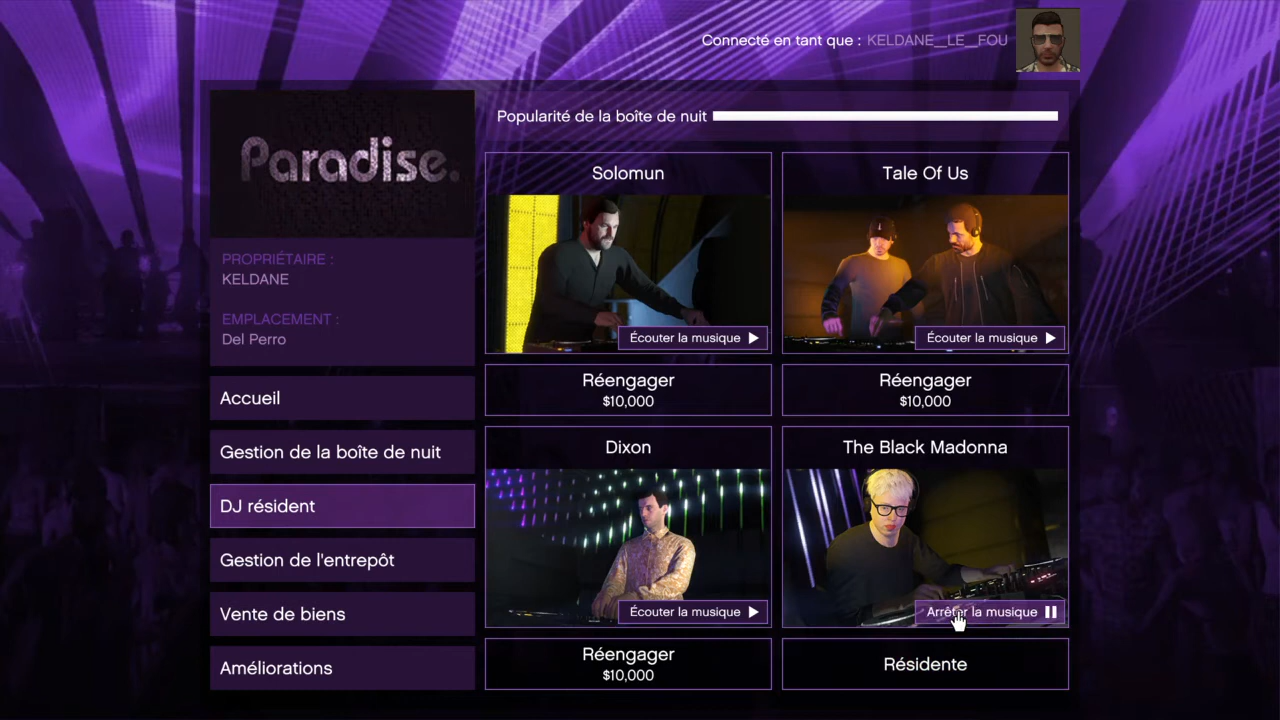 Connecté en tant que : KELDANE_LE_FOU
Paradise.
PROPRIÉTAIRE :
KELDANE
EMPLACEMENT :
Del Perro
Accueil
Gestion de la boîte de nuit
DJ résident
Gestion de l'entrepôt
Vente de biens
Améliorations
Popularité de la boîte de nuit
Solomun
Écouter la musique
Réengager
$10,000
Tale Of Us
Écouter la musique
Réengager
$10,000
Dixon
Écouter la musique
Réengager
$10,000
The Black Madonna
Arrêter la musique
Résidente